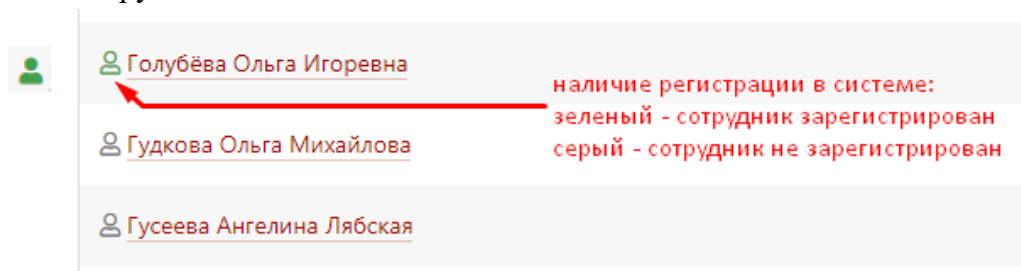 Голубёва Ольга Игоревна
наличие регистрации в системе:
зеленый - сотрудник зарегистрирован
серый - сотрудник не зарегистрирован
Гудкова Ольга Михайлова
Гусеева Ангелина Лябская